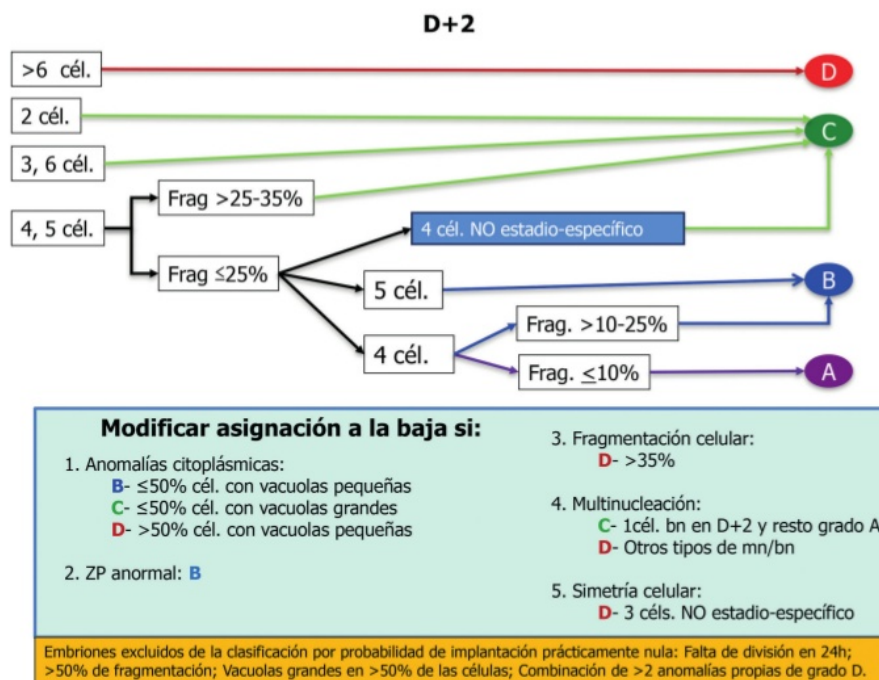 D+2
>6 cél.
D
2 cél.
C
3, 6 cél.
Frag >25-35%
4, 5 cél.
4 cél. NO estadio-específico
Frag ≤25%
5 cél.
B
Frag. >10-25%
4 cél.
Frag. ≤10%
A
Modificar asignación a la baja si:
1. Anomalías citoplásmicas:
B- ≤50% cél. con vacuolas pequeñas
C- ≤50% cél. con vacuolas grandes
D- >50% cél. con vacuolas pequeñas
2. ZP anormal: B
3. Fragmentación celular:
D- >35%
4. Multinucleación:
C- 1cél. bn en D+2 y resto grado A
D- Otros tipos de mn/bn
5. Simetría celular:
D- 3 céls. NO estadio-específico
Embriones excluidos de la clasificación por probabilidad de implantación prácticamente nula: Falta de división en 24h;
>50% de fragmentación; Vacuolas grandes en >50% de las células; Combinación de >2 anomalías propias de grado D.